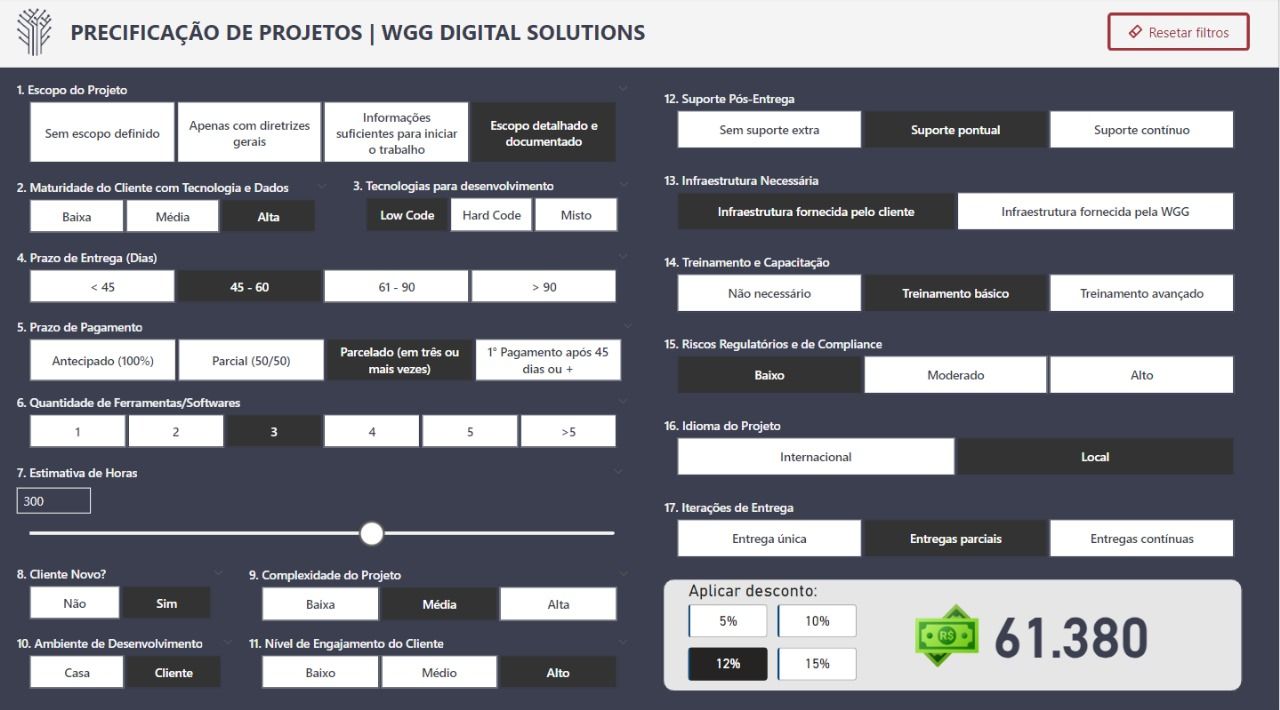 PRECIFICAÇÃO DE PROJETOS | WGG DIGITAL SOLUTIONS
Resetar filtros
1. Escopo do Projeto
Sem escopo definido
Apenas com diretrizes
gerais
Informações
suficientes para iniciar
o trabalho
Escopo detalhado e
documentado
2. Maturidade do Cliente com Tecnologia e Dados
Baixa
Média
Alta
3. Tecnologias para desenvolvimento
Low Code
Hard Code
Misto
4. Prazo de Entrega (Dias)
< 45
45 - 60
61 - 90
> 90
5. Prazo de Pagamento
Antecipado (100%)
Parcial (50/50)
Parcelado (em três ou
mais vezes)
1° Pagamento após 45
dias ou +
6. Quantidade de Ferramentas/Softwares
1
2
3
4
5
>5
7. Estimativa de Horas
300
8. Cliente Novo?
Não
Sim
9. Complexidade do Projeto
Baixa
Média
Alta
10. Ambiente de Desenvolvimento
Casa
Cliente
11. Nível de Engajamento do Cliente
Baixo
Médio
Alto
12. Suporte Pós-Entrega
Sem suporte extra
Suporte pontual
Suporte contínuo
13. Infraestrutura Necessária
Infraestrutura fornecida pelo cliente
Infraestrutura fornecida pela WGG
14. Treinamento e Capacitação
Não necessário
Treinamento básico
Treinamento avançado
15. Riscos Regulatórios e de Compliance
Baixo
Moderado
Alto
16. Idioma do Projeto
Internacional
Local
17. Iterações de Entrega
Entrega única
Entregas parciais
Entregas contínuas
Aplicar desconto:
5%
10%
12%
15%
R$
61.380